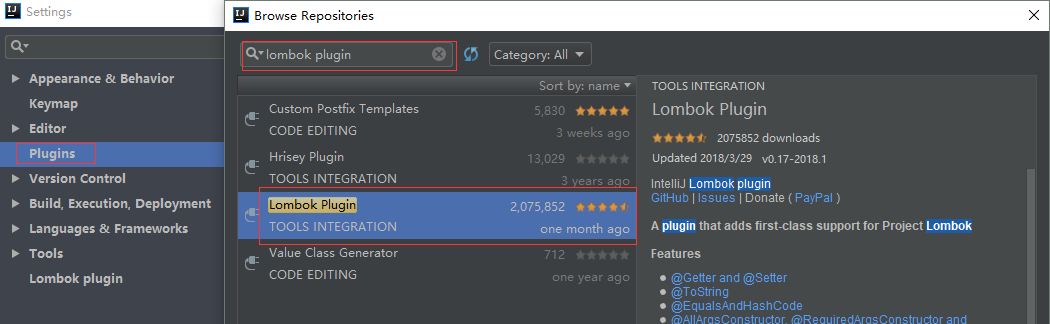 Settings
Appearance & Behavior
Keymap
Editor
Plugins
Version Control
Build, Execution, Deployment
Languages & Frameworks
Tools
Lombok plugin
Browse Repositories
lombok plugin
Category: All
Sort by: name
Custom Postfix Templates 5,830
CODE EDITING 3 weeks ago
Hrisey Plugin 13,029
TOOLS INTEGRATION 3 years ago
Lombok Plugin 2,075,852
TOOLS INTEGRATION one month ago
Value Class Generator 712
CODE EDITING one year ago
TOOLS INTEGRATION
Lombok Plugin
2075852 downloads
Updated 2018/3/29 v0.17-2018.1
IntelliJ Lombok plugin
GitHub | Issues | Donate ( PayPal )
A plugin that adds first-class support for Project Lombok
Features
@Getter and @Setter
@ToString
@EqualsAndHashCode
@AllArgsConstructor, @RequiredArgsConstructor and